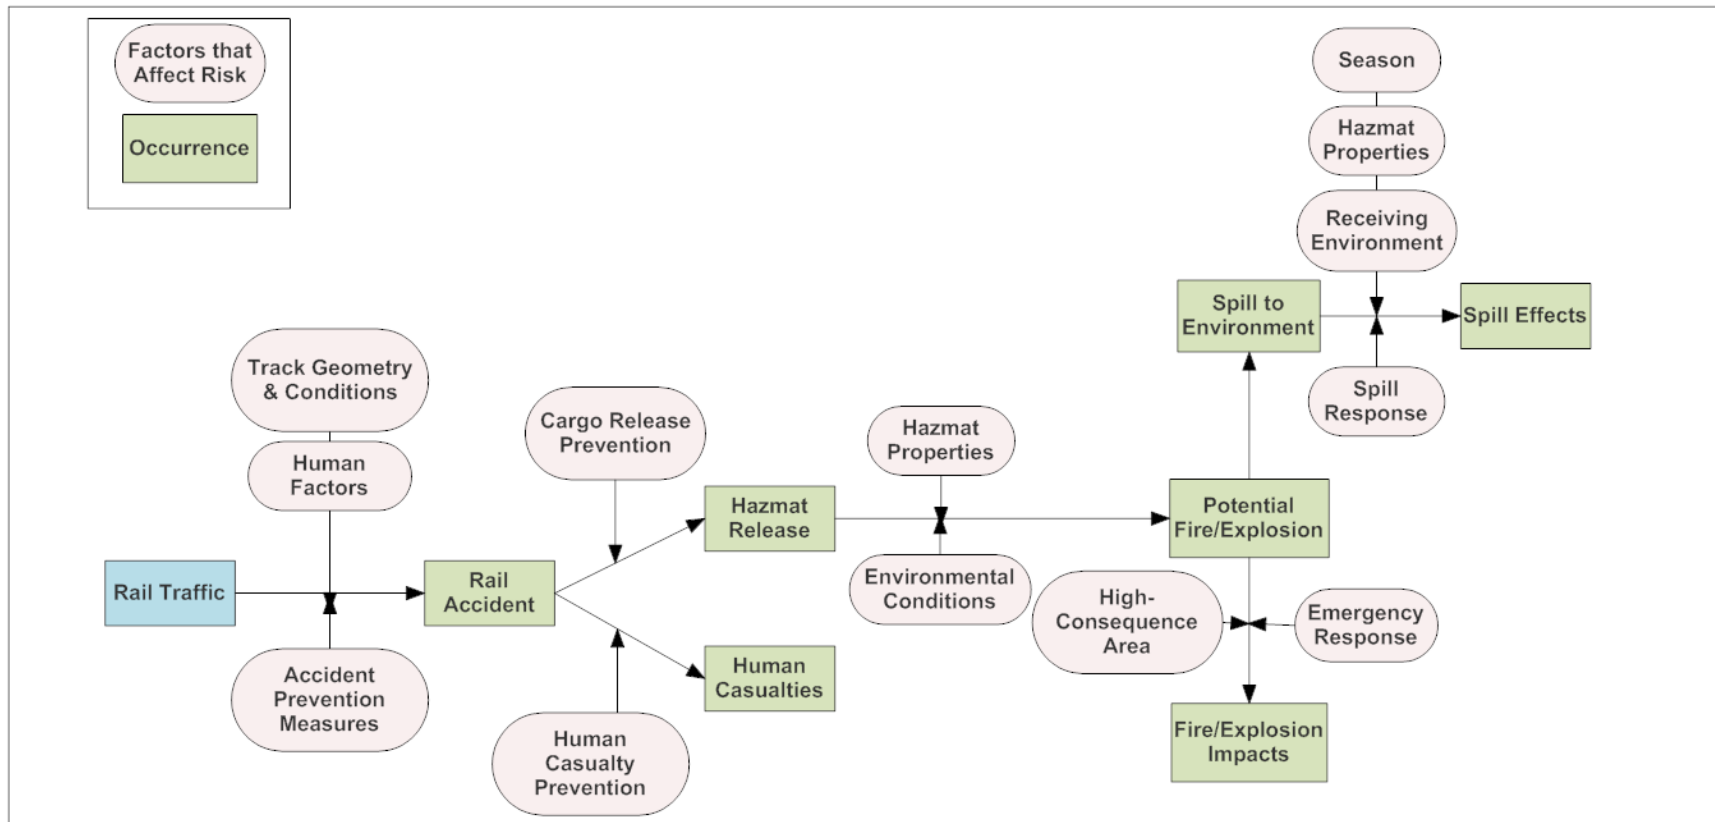 Factors that
Affect Risk
Occurrence
Season
Hazmat
Properties
Receiving
Environment
Spill to
Environment
Spill Effects
Spill
Response
Track Geometry
& Conditions
Human
Factors
Cargo Release
Prevention
Hazmat
Properties
Hazmat
Release
Potential
Fire/Explosion
Rail Traffic
Rail
Accident
Environmental
Conditions
High-
Consequence
Area
Emergency
Response
Accident
Prevention
Measures
Human
Casualties
Human
Casualty
Prevention
Fire/Explosion
Impacts